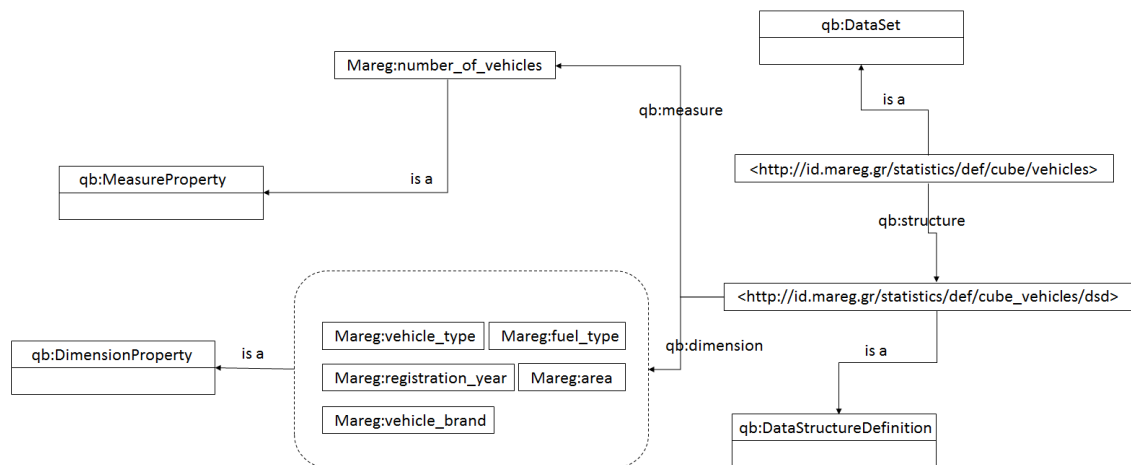 qb:DataSet
Mareg:number_of_vehicles
is a
qb:measure
<http://id.mareg.gr/statistics/def/cube/vehicles>
qb:MeasureProperty
is a
qb:structure
<http://id.mareg.gr/statistics/def/cube_vehicles/dsd>
Mareg:vehicle_type
Mareg:fuel_type
qb:dimension
qb:DimensionProperty
is a
is a
Mareg:registration_year
Mareg:area
Mareg:vehicle_brand
qb:DataStructureDefinition